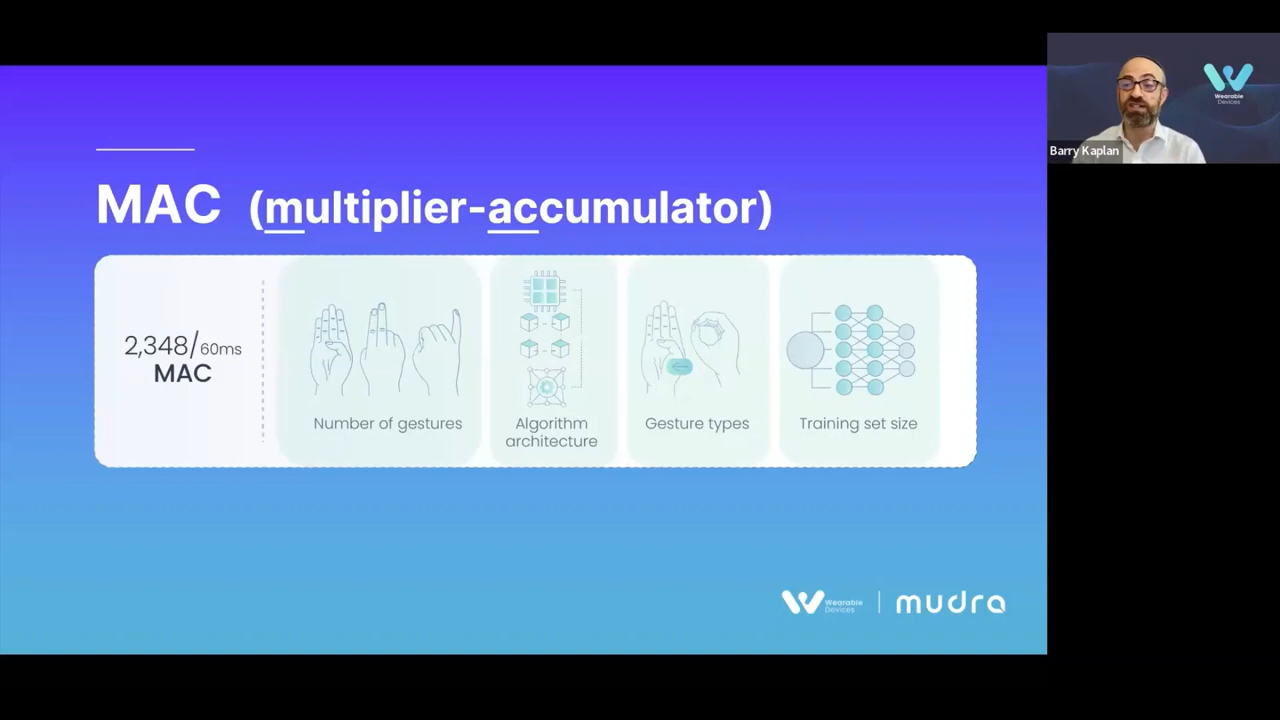 MAC (multiplier-accumulator)
2,348/60ms
MAC
Number of gestures
Algorithm
architecture
Gesture types
Training set size
Wearable
Devices
mudra
Wearable
Devices
Barry Kaplan